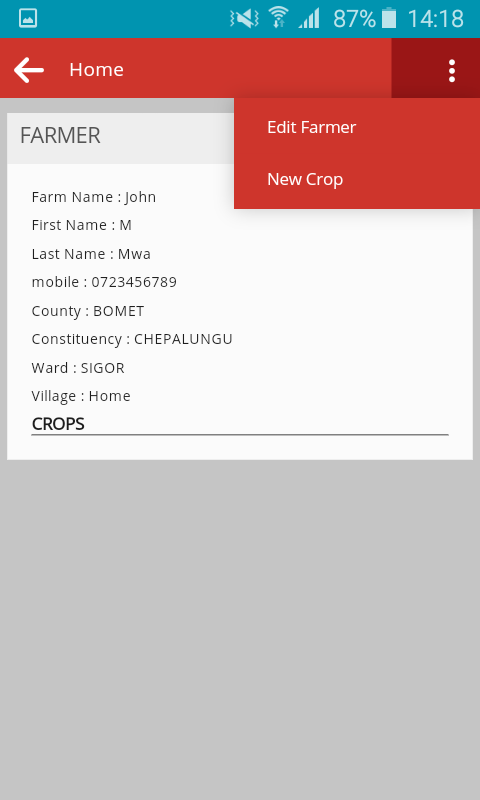 87% 14:18
Home
Edit Farmer
New Crop
FARMER
Farm Name : John
First Name : M
Last Name : Mwa
mobile : 0723456789
County : BOMET
Constituency : CHEPALUNGU
Ward : SIGOR
Village : Home
CROPS